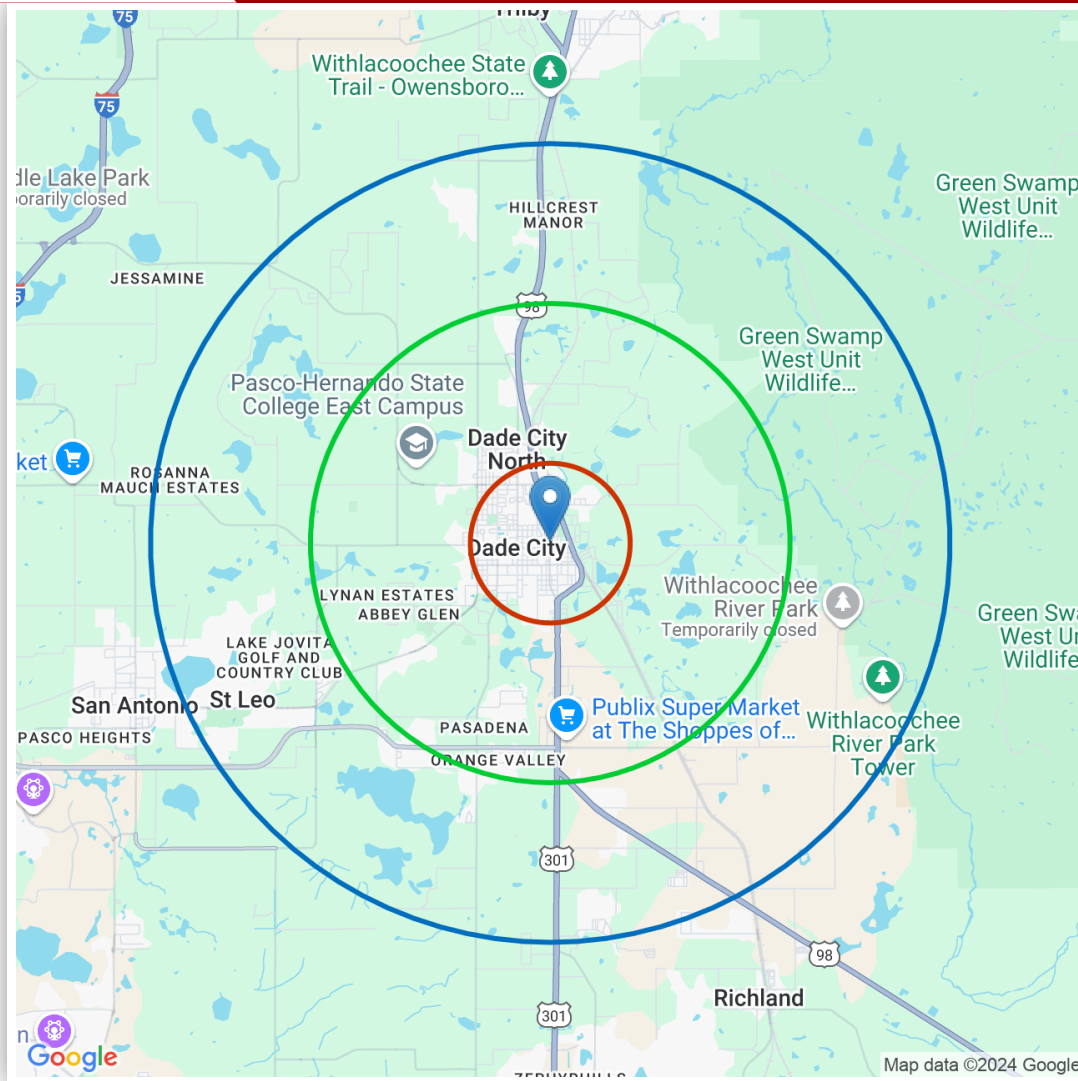 75
Trilby
Withlacoochee State
Trail - Owensboro...
75
dle Lake Park
porarily closed
Green Swamp
West Unit
Wildlife...
HILLCREST
MANOR
JESSAMINE
98
Green Swamp
West Unit
Wildlife...
Pasco-Hernando State
College East Campus
Dade City
North
ket
ROSANNA
MAUCH ESTATES
Dade City
Withlacoochee
River Park
Temporarily closed
LYNAN ESTATES
ABBEY GLEN
Green Swa
West Un
Wildlife
LAKE JOVITA
GOLF AND
COUNTRY CLUB
San Antonio
St Leo
Publix Super Market
at The Shoppes of...
Withlacoochee
River Park
Tower
PASADENA
PASCO HEIGHTS
ORANGE VALLEY
301
98
Richland
301
n
Google
Map data ©2024 Google
ZEPHYRHILLS